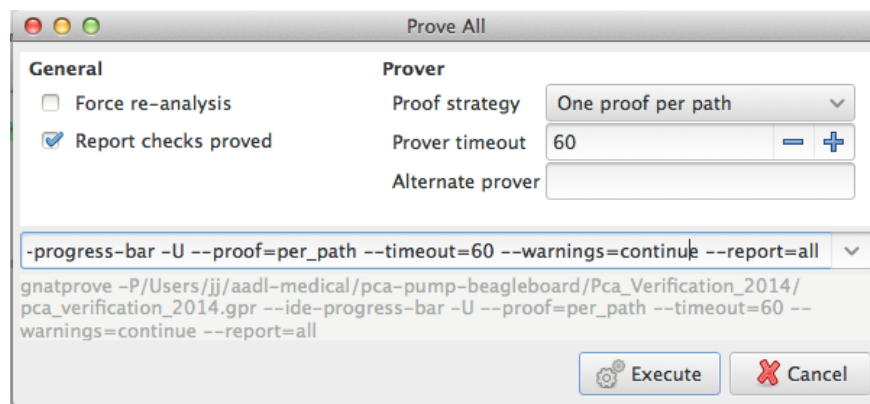 Prove All
General
Force re-analysis
Report checks proved
Prover
Proof strategy One proof per path
Prover timeout 60
Alternate prover
-progress-bar -U --proof=per_path --timeout=60 --warnings=continue --report=all
gnatprove -P/Users/jj/aadl-medical/pca-pump-beagleboard/Pca_Verification_2014/
pca_verification_2014.gpr --ide-progress-bar -U --proof=per_path --timeout=60 --
warnings=continue --report=all
Execute Cancel